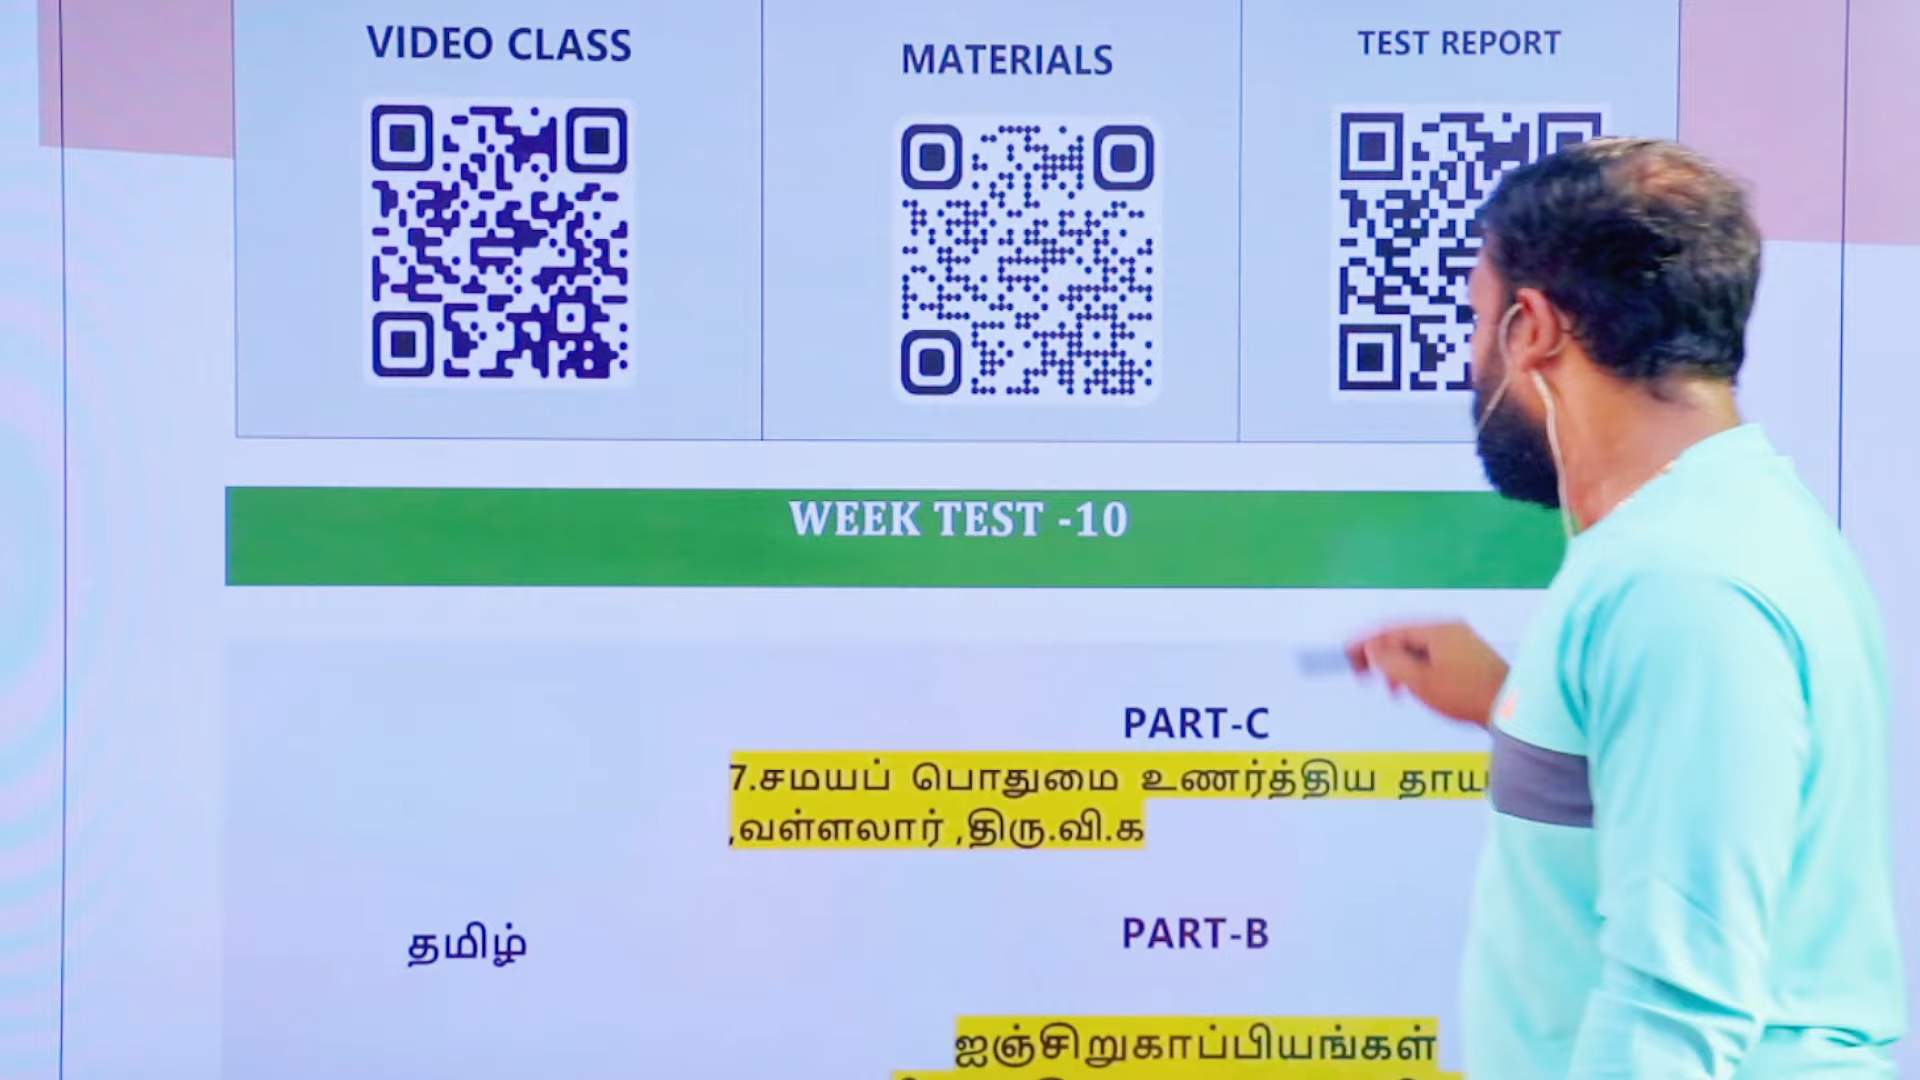 VIDEO CLASS
MATERIALS
TEST REPORT
WEEK TEST -10
PART-C
7.சமயப் பொதுமை உணர்த்திய
,வள்ளலார் ,திரு.வி.க
தமிழ்
PART-B
ஐஞ்சிறுகாப்பியங்கள்